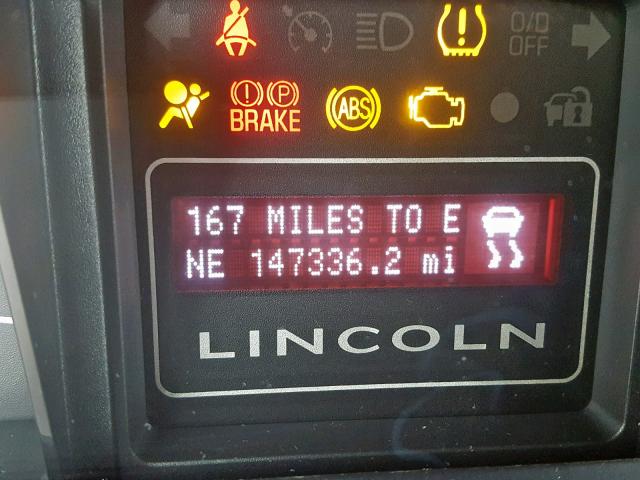 O/D
OFF
(!) (P) ABS
BRAKE
167 MILES TO E
NE 147336.2 mi
LINCOLN